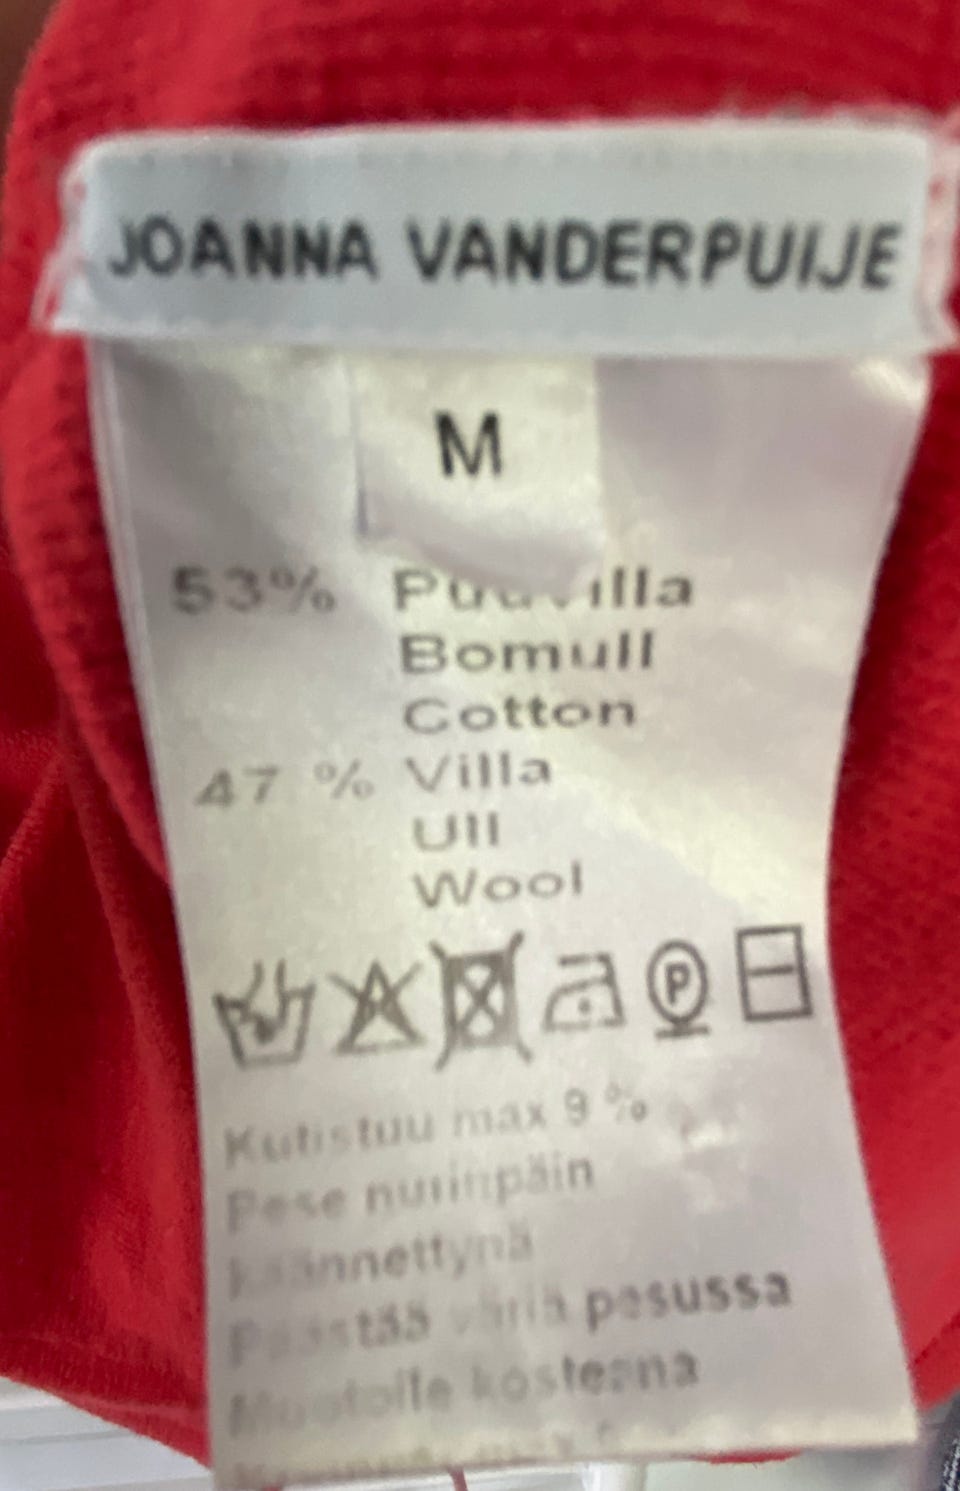 JOANNA VANDERPUIJE
M
53% Puuvilla
Bomull
Cotton
47 % Villa
Ull
Wool
P
Kutistuu max 9 %
Pese nurinpäin
käännettynä
Päästää väriä pesussa
Muotoile kosteana